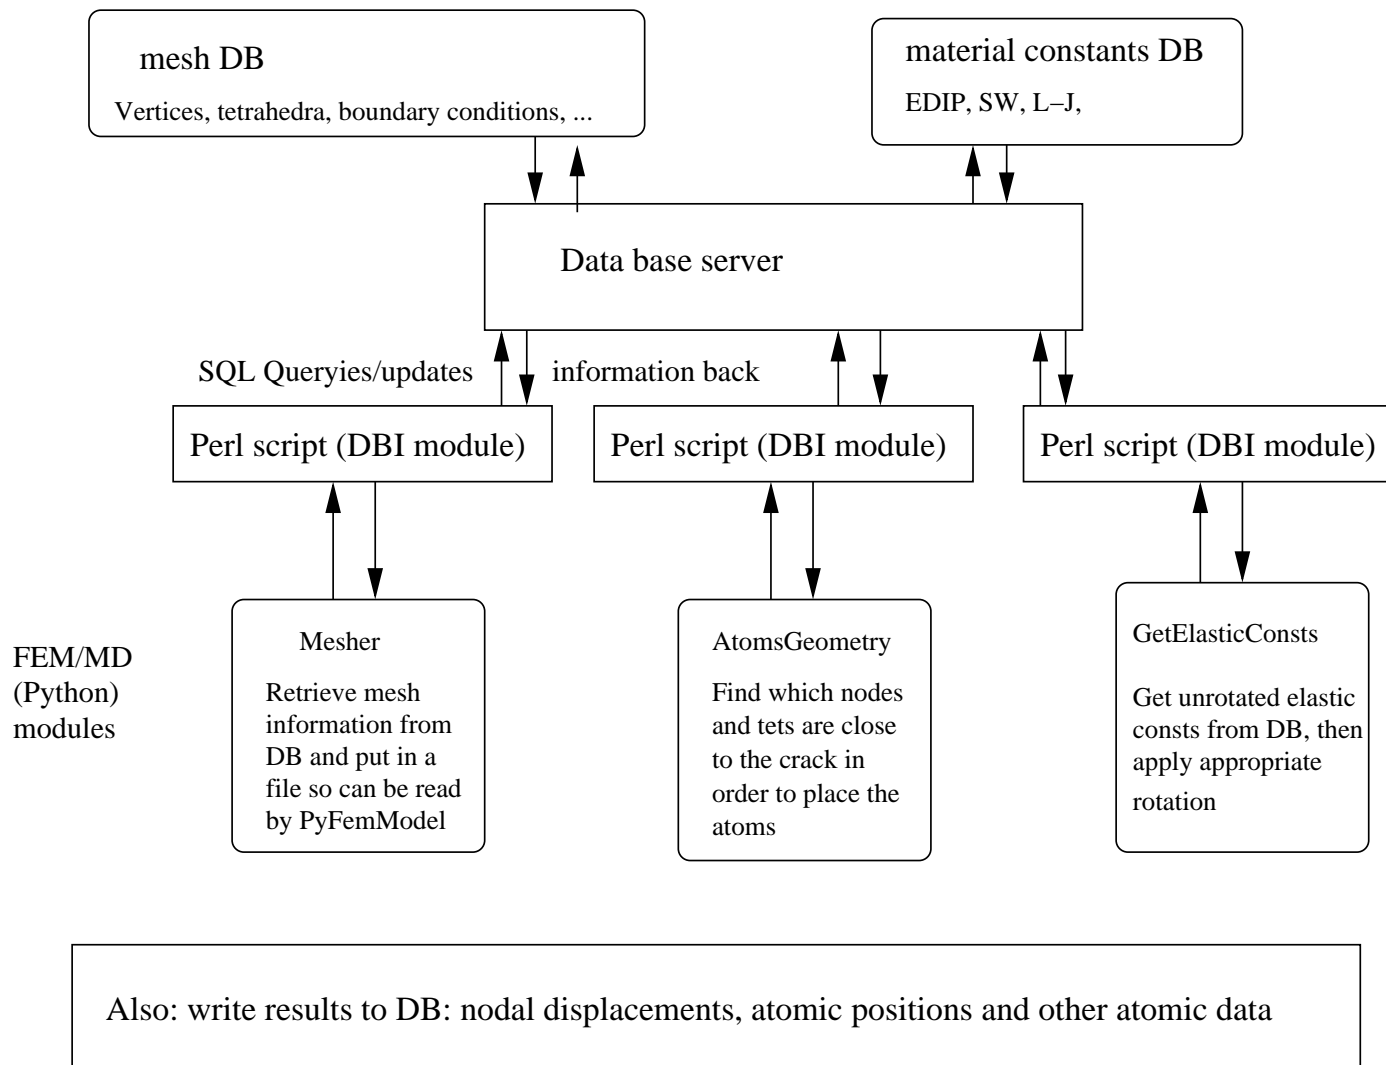 mesh DB
Vertices, tetrahedra, boundary conditions, ...
material constants DB
EDIP, SW, L–J,
Data base server
SQL Queryies/updates
information back
Perl script (DBI module)
Perl script (DBI module)
Perl script (DBI module)
FEM/MD
(Python)
modules
Mesher
Retrieve mesh
information from
DB and put in a
file so can be read
by PyFemModel
AtomsGeometry
Find which nodes
and tets are close
to the crack in
order to place the
atoms
GetElasticConsts
Get unrotated elastic
consts from DB, then
apply appropriate
rotation
Also: write results to DB: nodal displacements, atomic positions and other atomic data